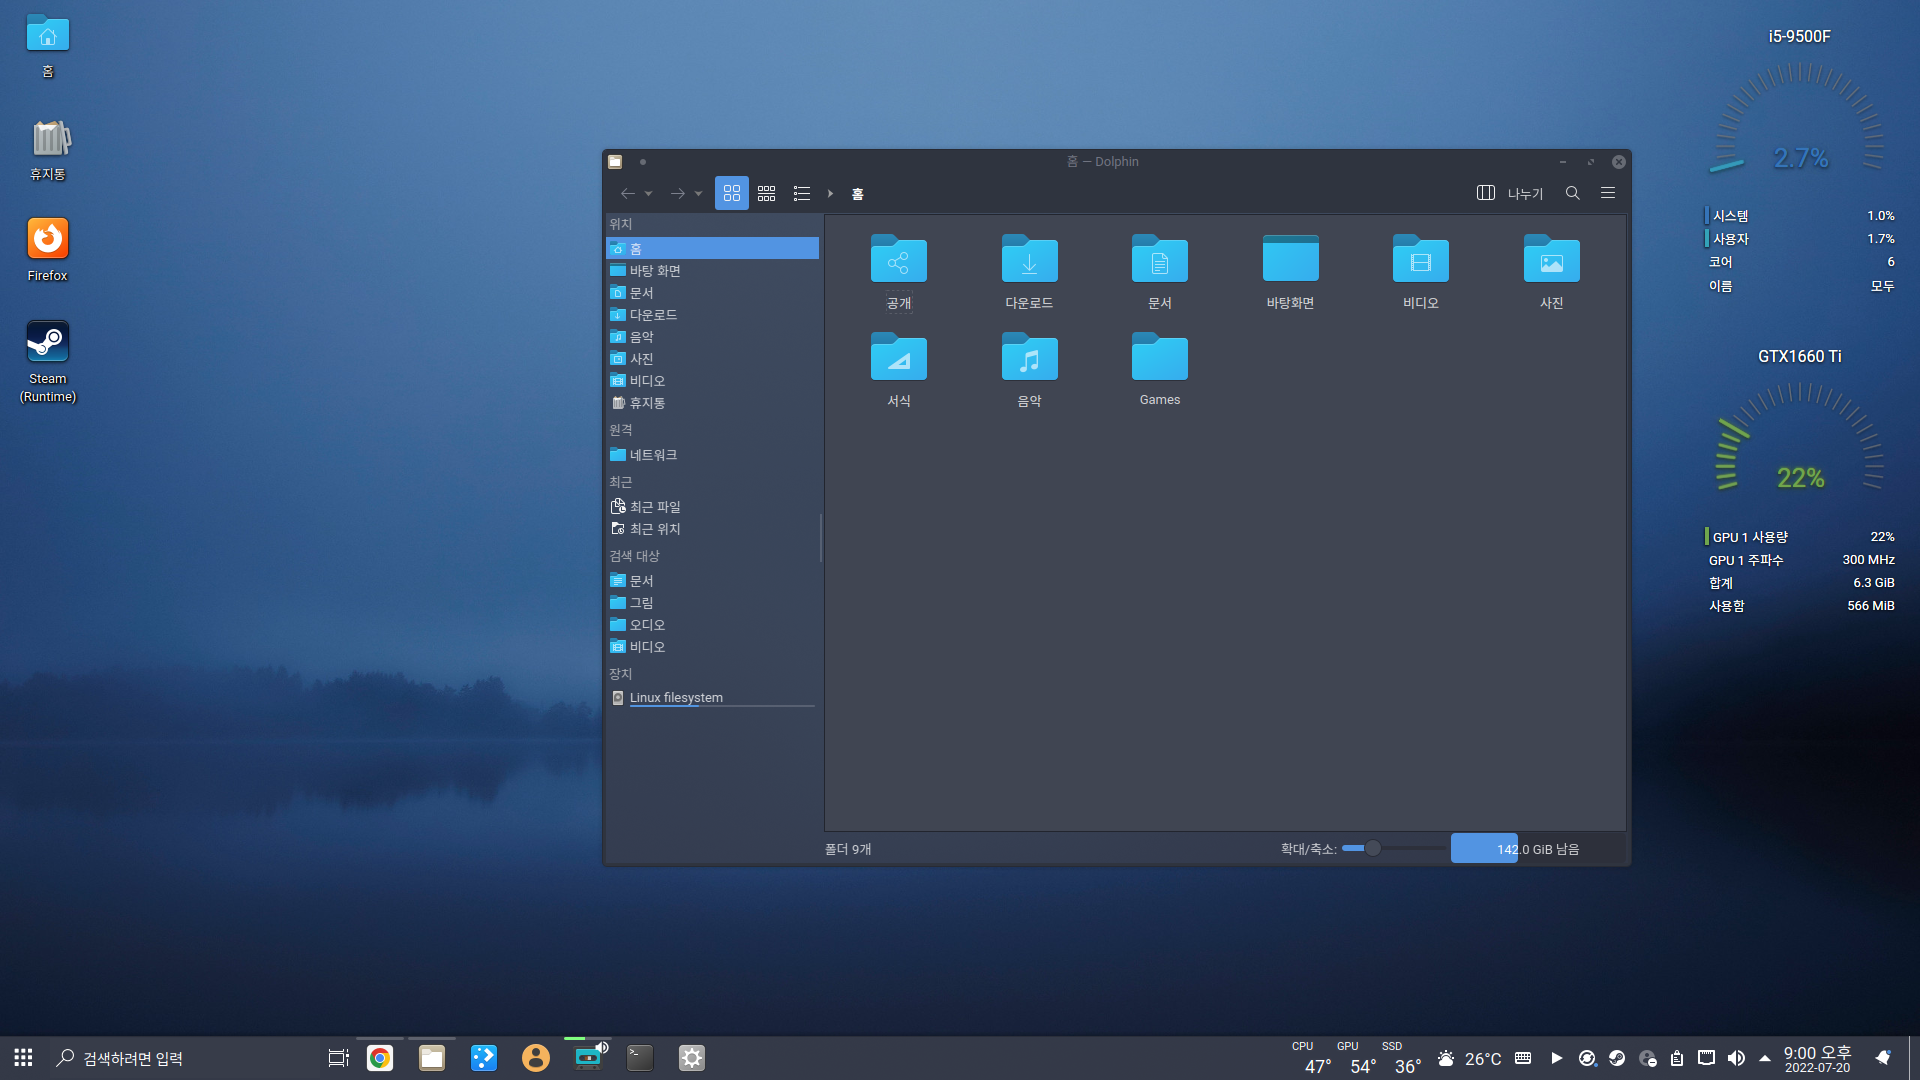 홈
휴지통
Firefox
Steam
(Runtime)
홈 — Dolphin
홈
나누기
위치
홈
바탕 화면
문서
다운로드
음악
사진
비디오
휴지통
원격
네트워크
최근
최근 파일
최근 위치
검색 대상
문서
그림
오디오
비디오
장치
Linux filesystem
공개
다운로드
문서
바탕화면
비디오
사진
서식
음악
Games
폴더 9개
확대/축소:
142.0 GiB 남음
i5-9500F
2.7%
시스템 1.0%
사용자 1.7%
코어 6
이름 모두
GTX1660 Ti
22%
GPU 1 사용량 22%
GPU 1 주파수 300 MHz
합계 6.3 GiB
사용함 566 MiB
검색하려면 입력
CPU GPU SSD
47° 54° 36°
26°C
9:00 오후
2022-07-20